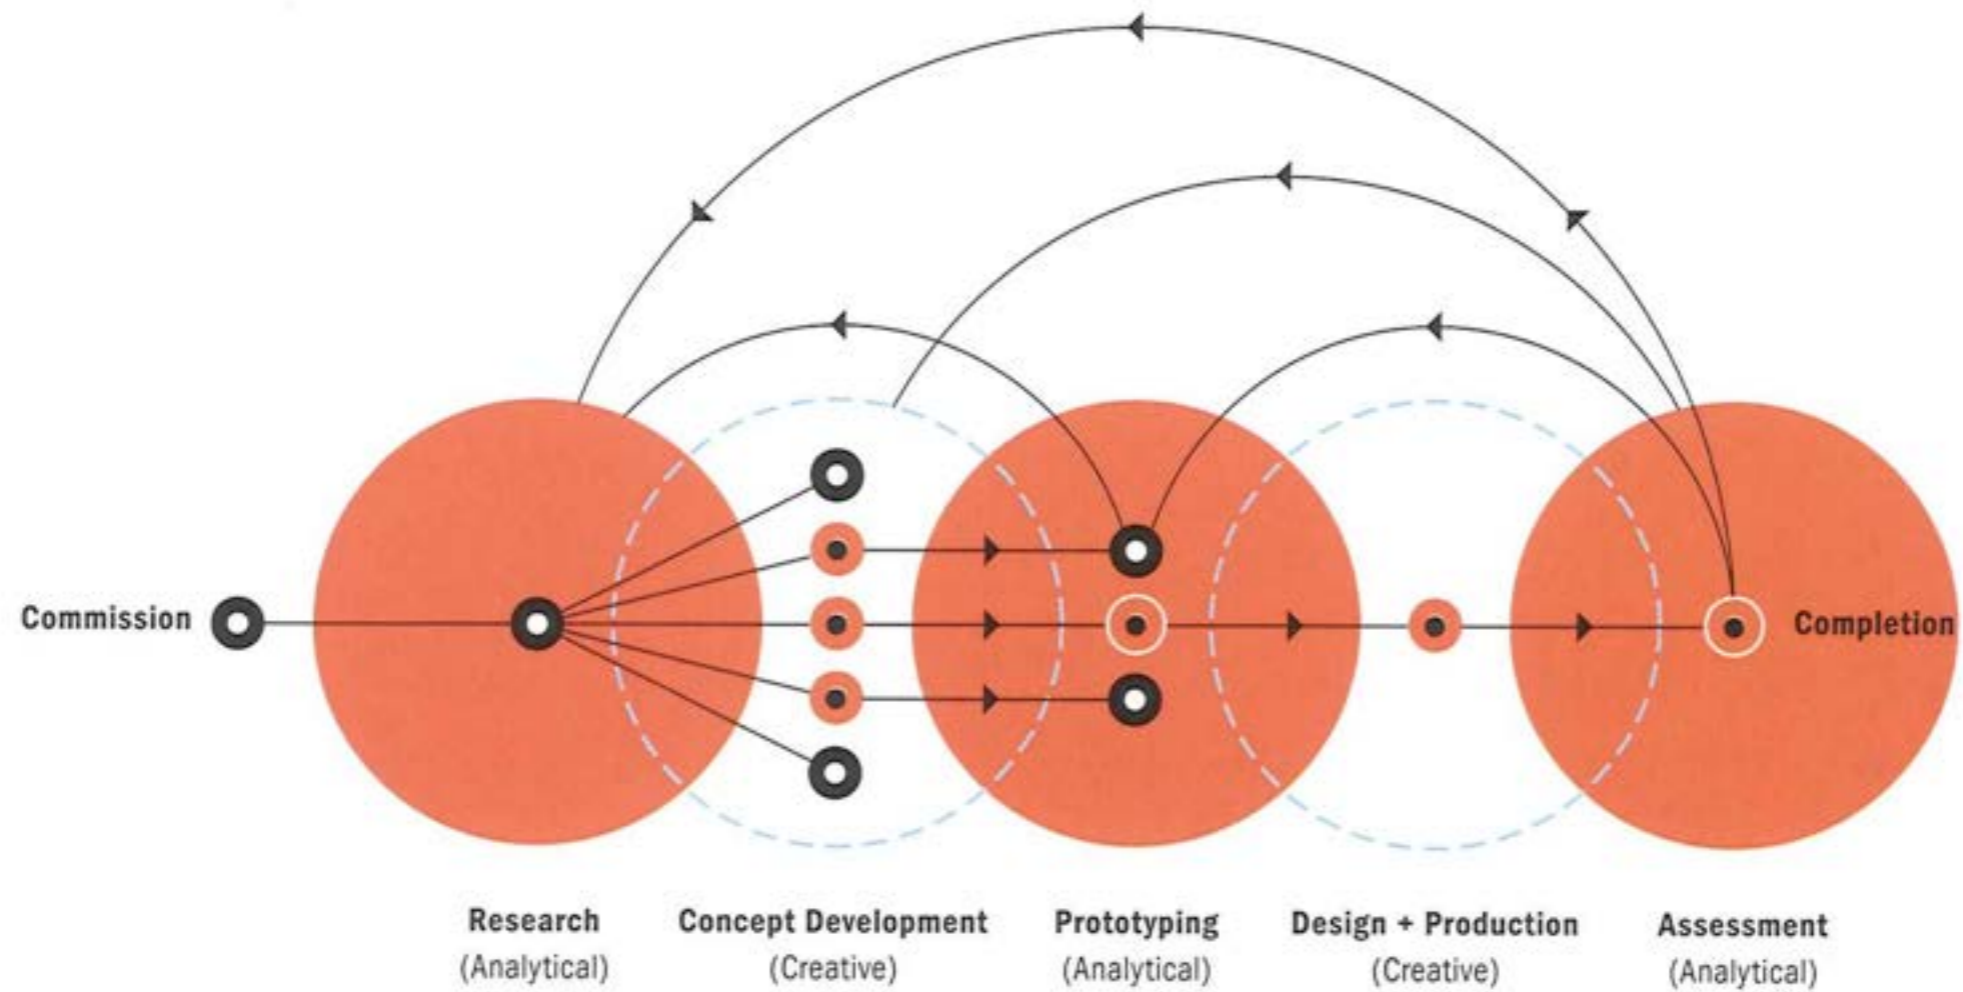 Commission
Completion
Research
(Analytical)
Concept Development
(Creative)
Prototyping
(Analytical)
Design + Production
(Creative)
Assessment
(Analytical)